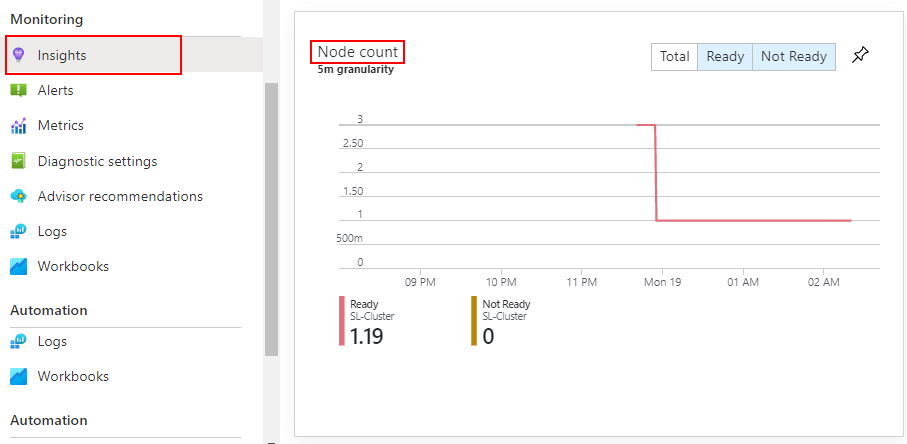 Monitoring
Insights
Alerts
Metrics
Diagnostic settings
Advisor recommendations
Logs
Workbooks
Automation
Logs
Workbooks
Automation
Node count
5m granularity
Total Ready Not Ready
3
2.50
2
1.50
1
500m
0
09 PM 10 PM 11 PM Mon 19 01 AM 02 AM
Ready
SL-Cluster
1.19
Not Ready
SL-Cluster
0